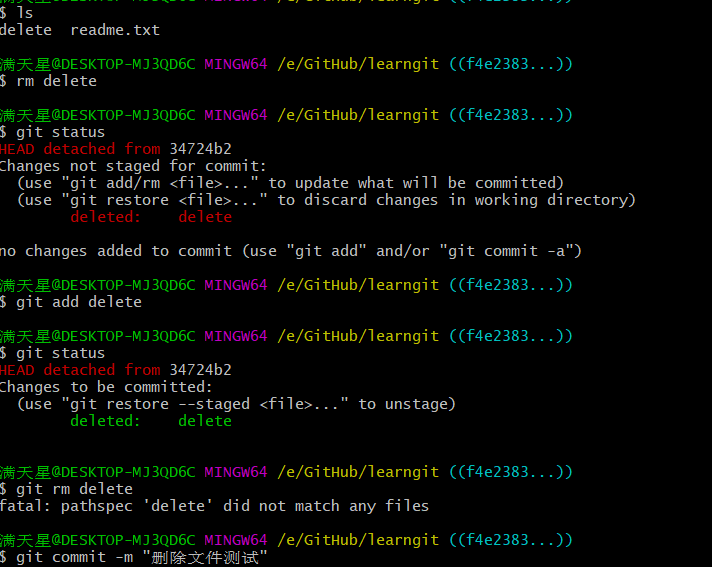 $ ls
delete  readme.txt
满天星@DESKTOP-MJ3QD6C MINGW64 /e/GitHub/learngit ((f4e2383...))
$ rm delete
满天星@DESKTOP-MJ3QD6C MINGW64 /e/GitHub/learngit ((f4e2383...))
$ git status
HEAD detached from 34724b2
Changes not staged for commit:
  (use "git add/rm <file>..." to update what will be committed)
  (use "git restore <file>..." to discard changes in working directory)
        deleted:    delete
no changes added to commit (use "git add" and/or "git commit -a")
满天星@DESKTOP-MJ3QD6C MINGW64 /e/GitHub/learngit ((f4e2383...))
$ git add delete
满天星@DESKTOP-MJ3QD6C MINGW64 /e/GitHub/learngit ((f4e2383...))
$ git status
HEAD detached from 34724b2
Changes to be committed:
  (use "git restore --staged <file>..." to unstage)
        deleted:    delete
满天星@DESKTOP-MJ3QD6C MINGW64 /e/GitHub/learngit ((f4e2383...))
$ git rm delete
fatal: pathspec 'delete' did not match any files
满天星@DESKTOP-MJ3QD6C MINGW64 /e/GitHub/learngit ((f4e2383...))
$ git commit -m "删除文件测试"